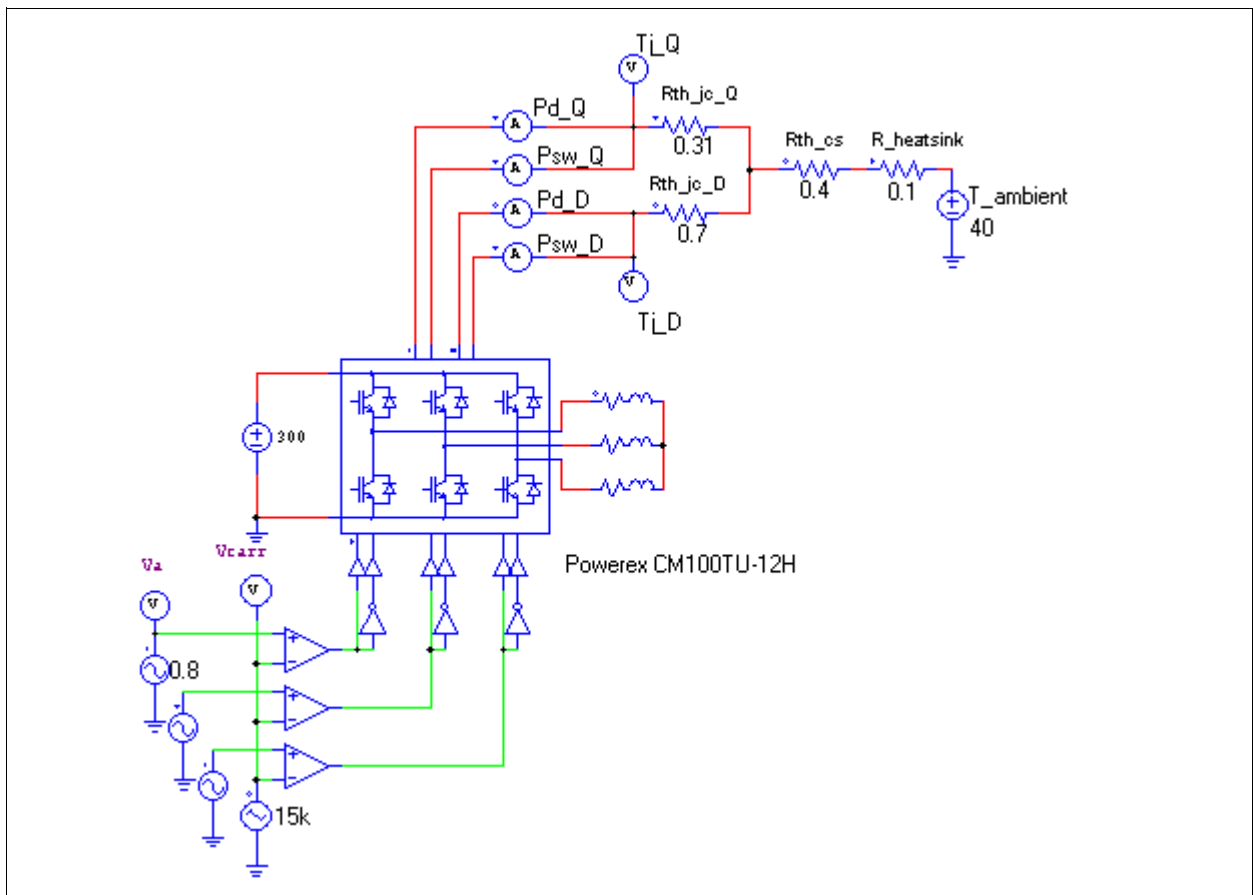 Tj_Q
Pd_Q
Rth_jc_Q
0.31
Psw_Q
Rth_cs
R_heatsink
Rth_jc_D
0.4
0.1
Pd_D
T_ambient
0.7
40
Psw_D
Tj_D
300
Vcarr
Va
Powerex CM100TU-12H
0.8
15k
V
A
A
A
A
V
V
V